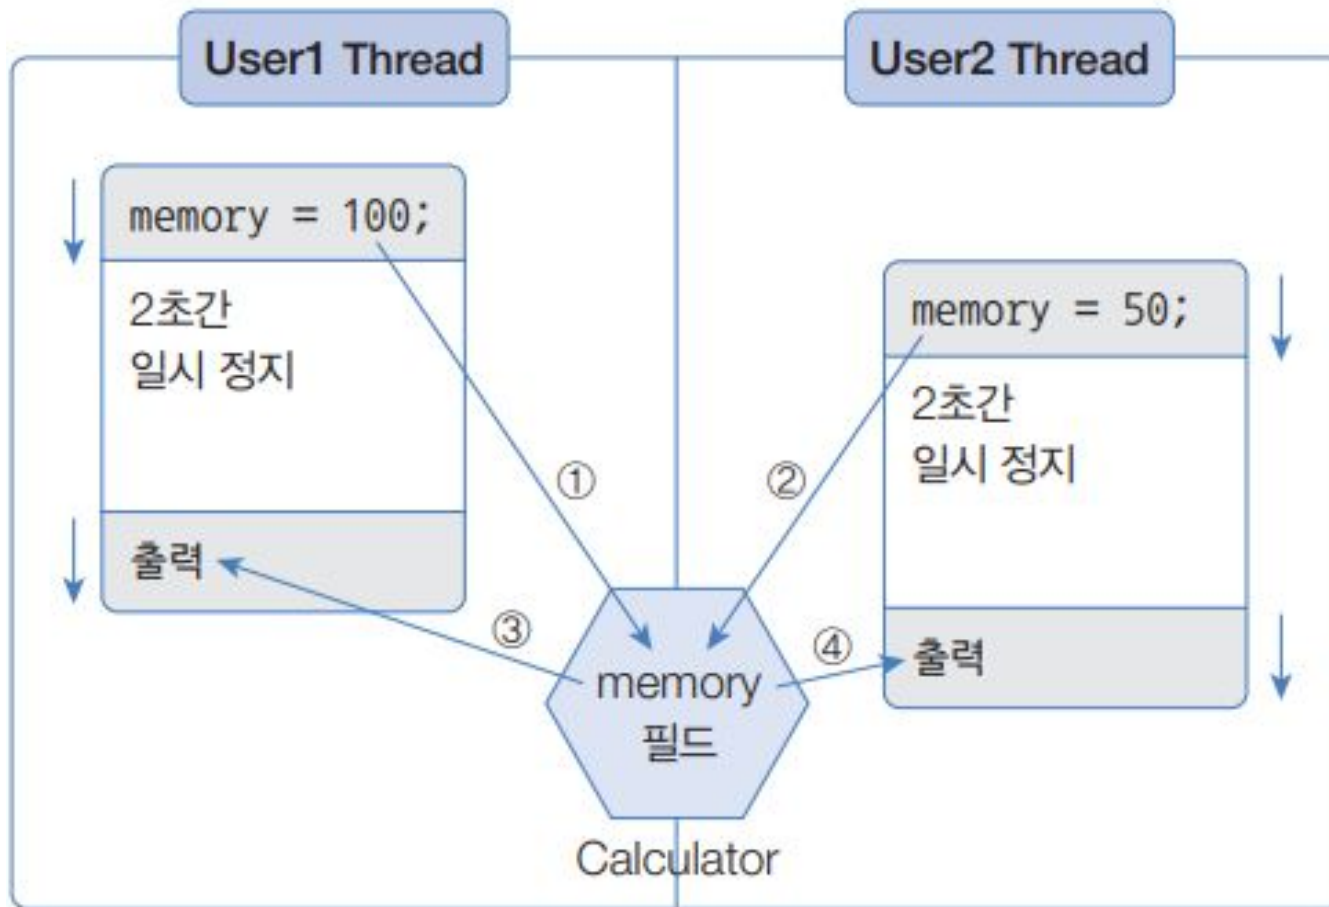 User1 Thread
User2 Thread
memory = 100;
2초간
일시 정지
출력
memory = 50;
2초간
일시 정지
출력
①
②
③
④
memory
필드
Calculator